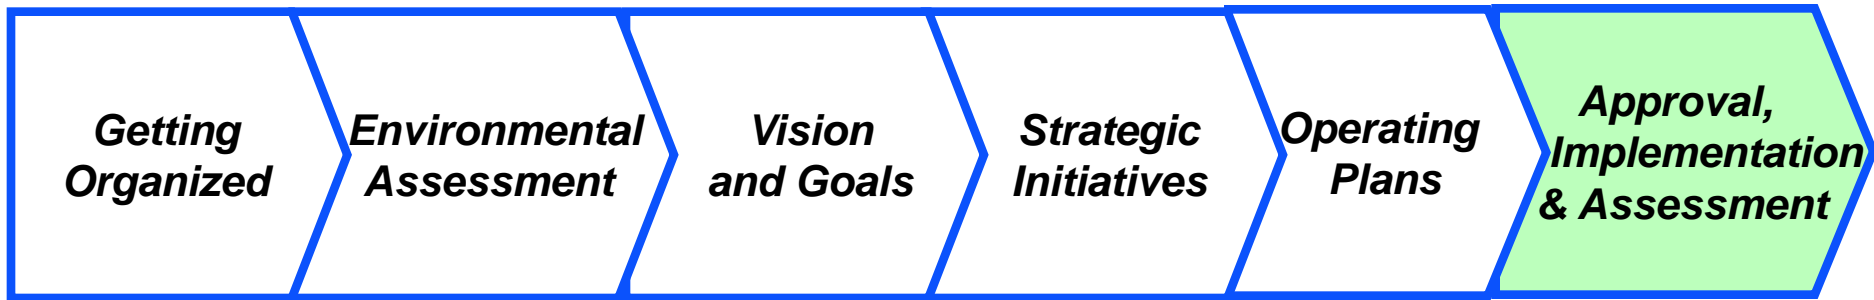 Getting
Organized
Environmental
Assessment
Vision
and Goals
Strategic
Initiatives
Operating
Plans
Approval,
Implementation
& Assessment